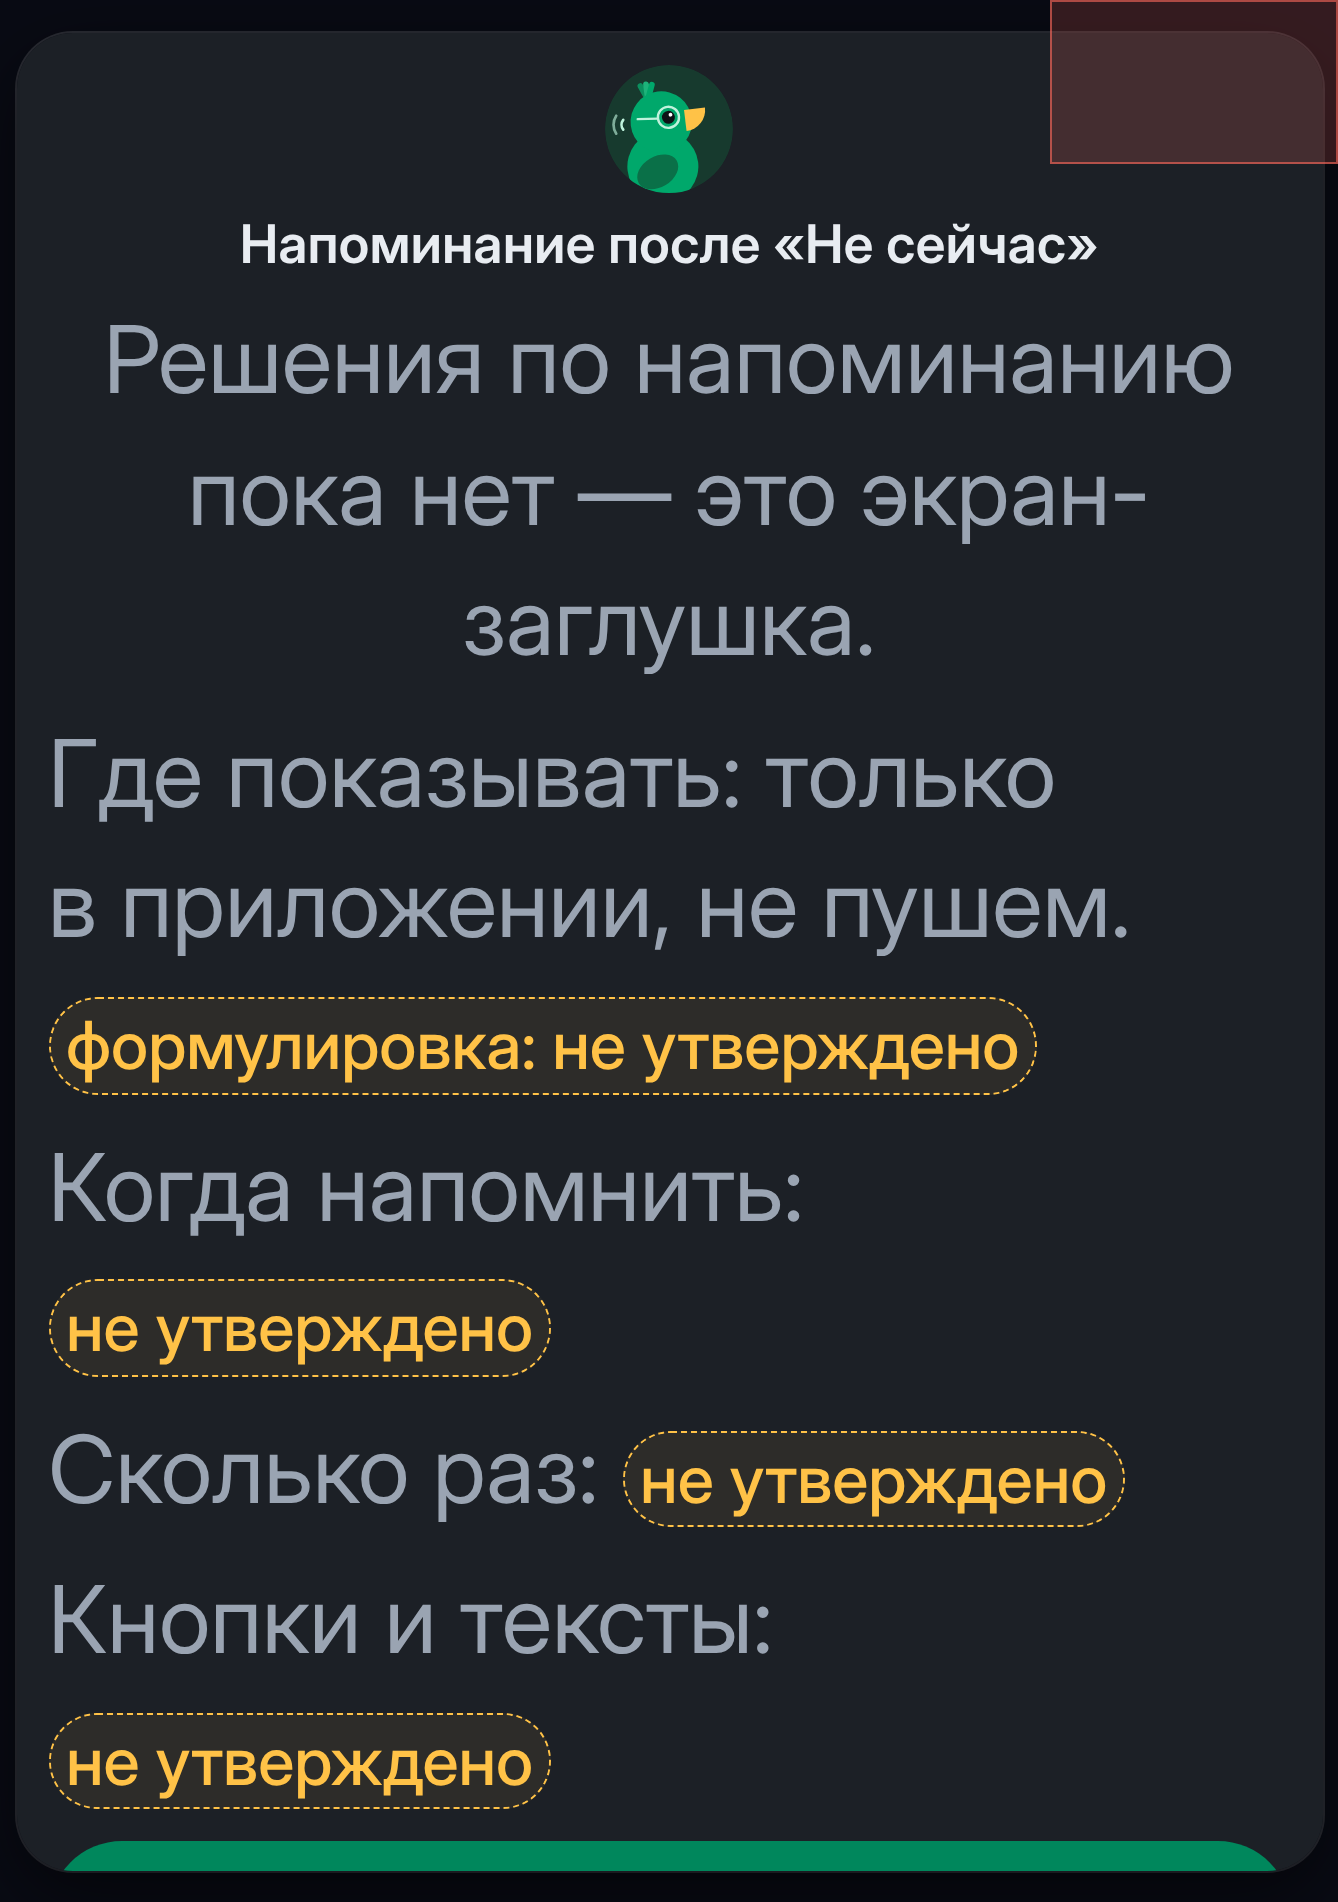 Напоминание после «Не сейчас»
Решения по напоминанию
пока нет — это экран-
заглушка.
Где показывать: только
в приложении, не пушем.
формулировка: не утверждено
Когда напомнить:
не утверждено
Сколько раз: не утверждено
Кнопки и тексты:
не утверждено